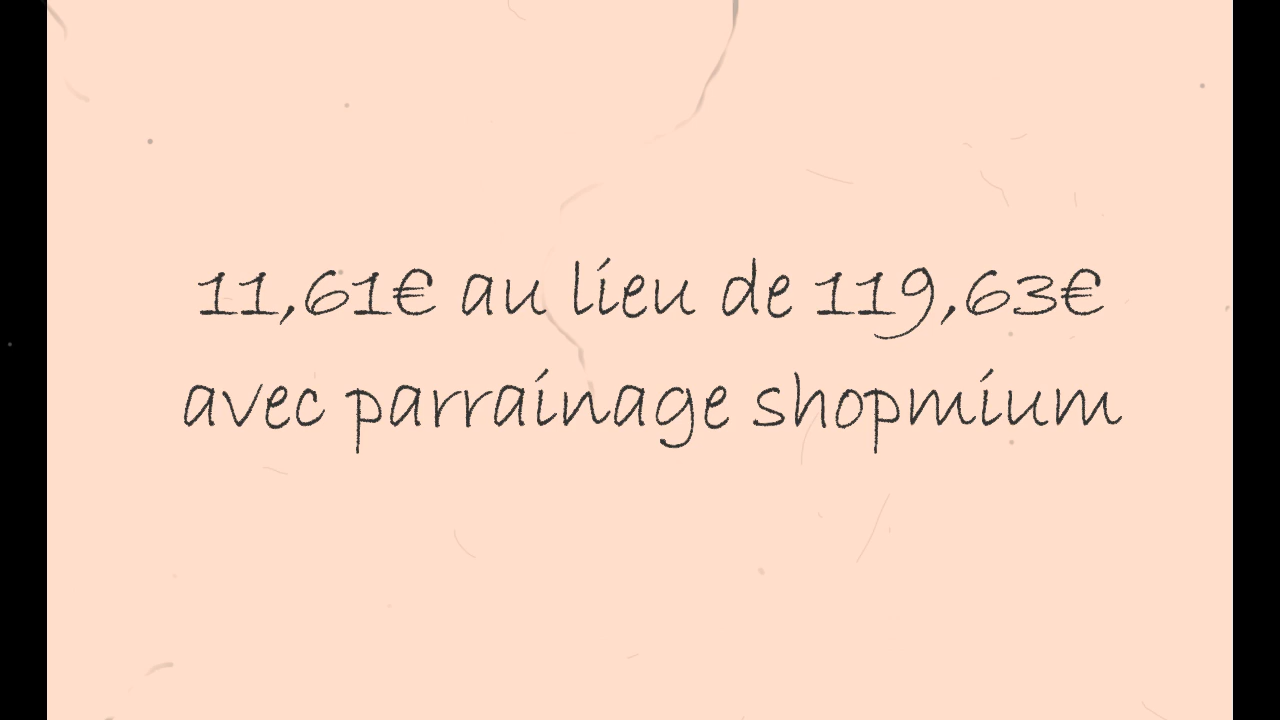 11,61€ au lieu de 119,63€
avec parrainage shopmium